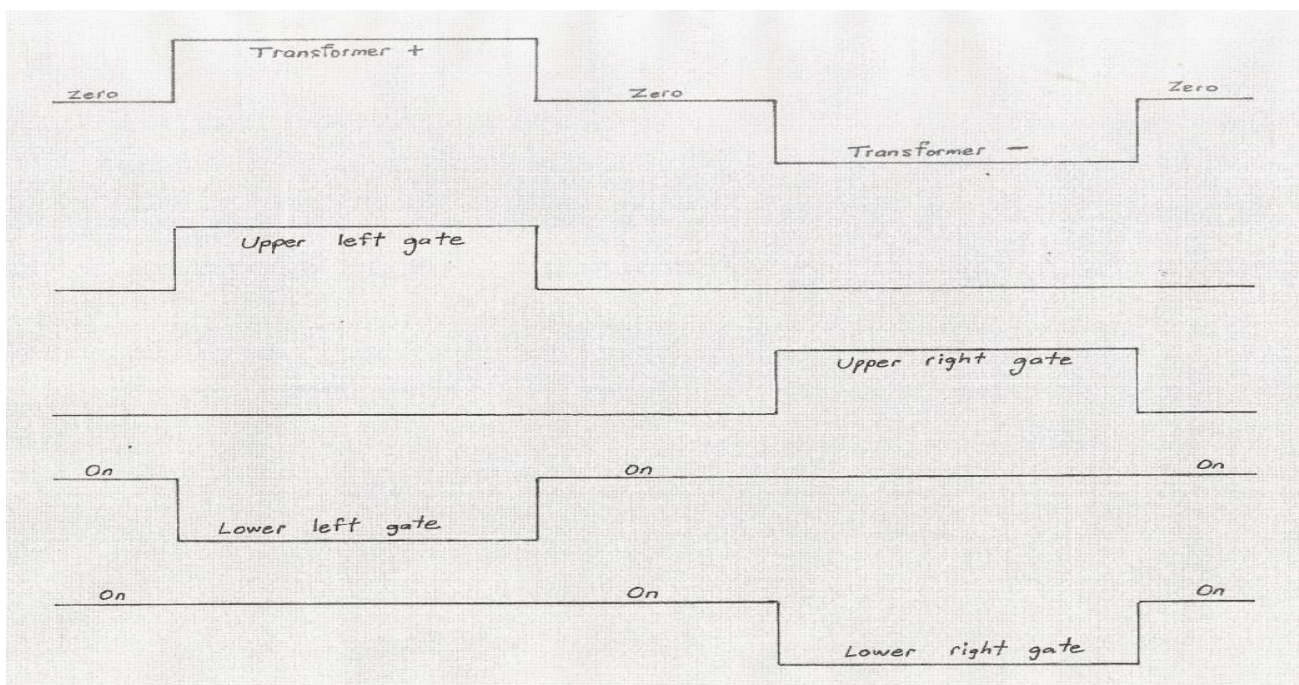 Transformer +
Zero
Zero
Zero
Transformer —
Upper left gate
Upper right gate
On
On
On
Lower left gate
On
On
On
Lower right gate